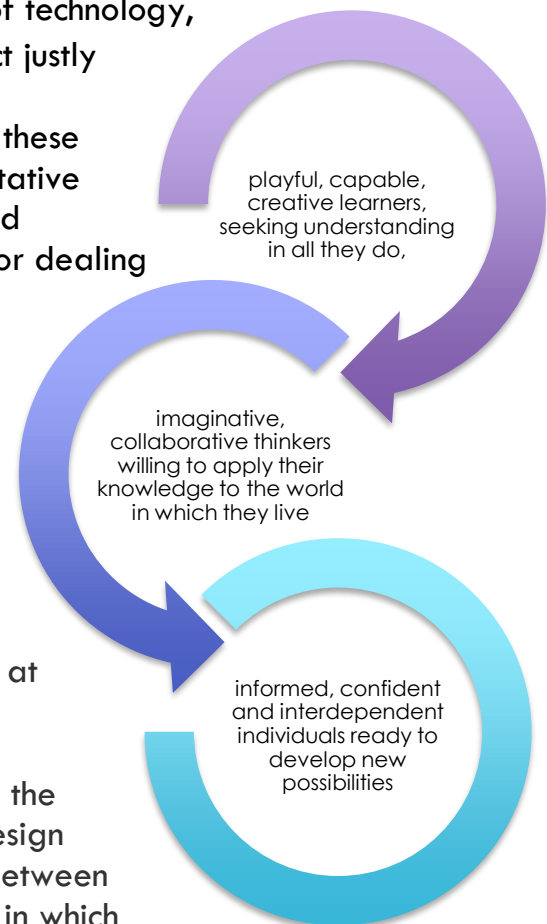 of technology,
ct justly
these
tative
d
or dealing
playful, capable,
creative learners,
seeking understanding
in all they do,
imaginative,
collaborative thinkers
willing to apply their
knowledge to the world
in which they live
at
informed, confident
and interdependent
individuals ready to
develop new
possibilities
the
esign
etween
in which